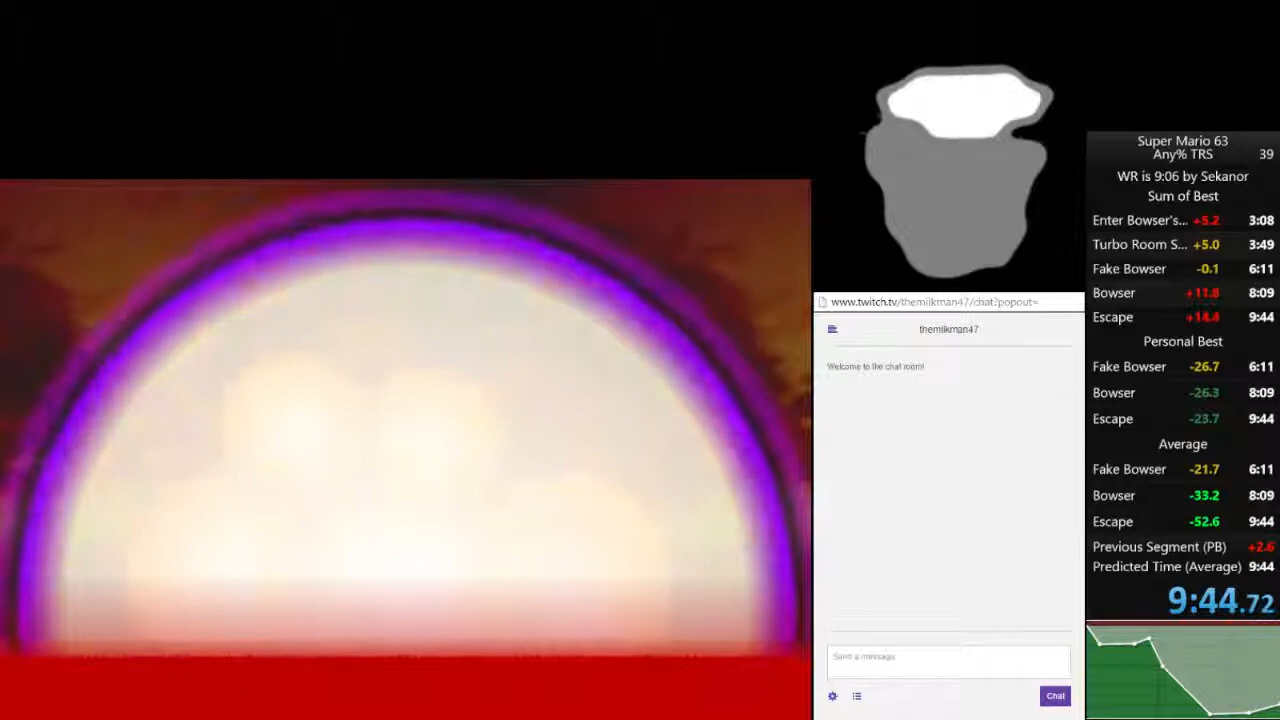 www.twitch.tv/themilkman47/chat?popout=
themilkman47
Welcome to the chat room!
Send a message
Chat
Super Mario 63
Any% TRS 39
WR is 9:06 by Sekanor
Sum of Best
Enter Bowser's... +5.2 3:08
Turbo Room S... +5.0 3:49
Fake Bowser -0.1 6:11
Bowser +11.8 8:09
Escape +14.4 9:44
Personal Best
Fake Bowser -26.7 6:11
Bowser -26.3 8:09
Escape -23.7 9:44
Average
Fake Bowser -21.7 6:11
Bowser -33.2 8:09
Escape -52.6 9:44
Previous Segment (PB) +2.6
Predicted Time (Average) 9:44
9:44.72